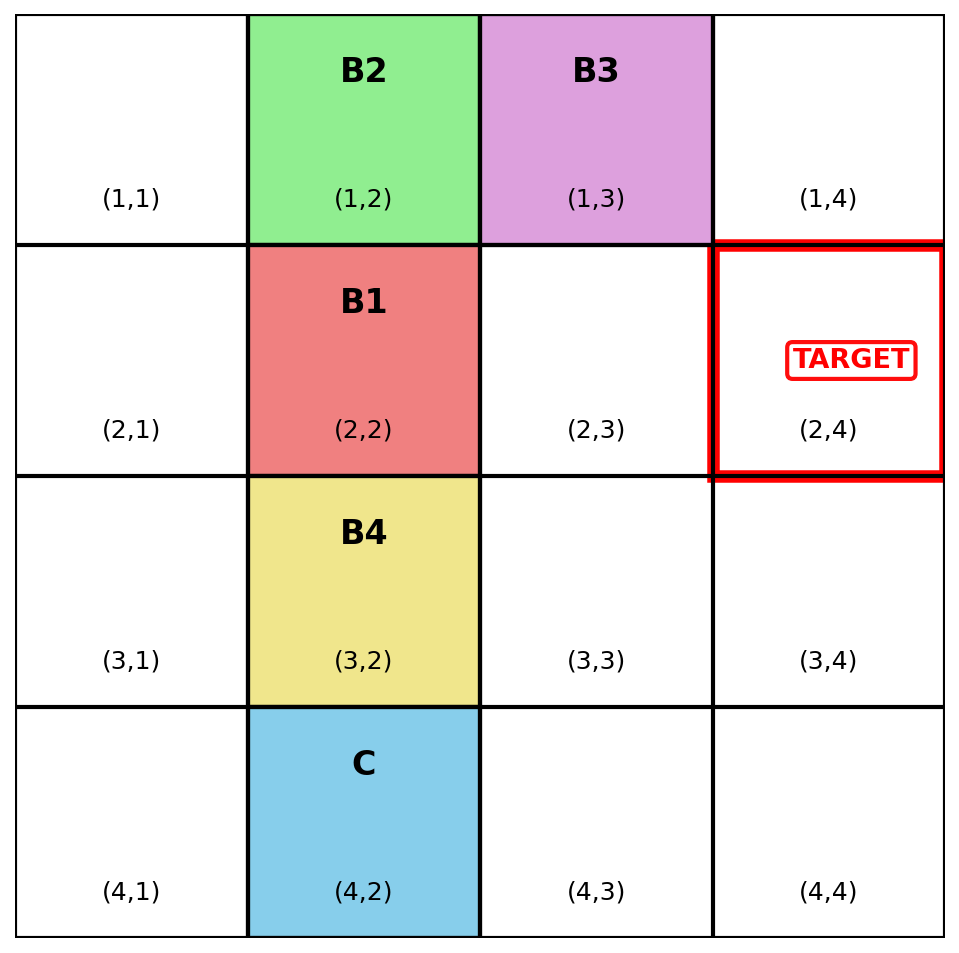 B2 B3
(1,1) (1,2) (1,3) (1,4)
B1
TARGET
(2,1) (2,2) (2,3) (2,4)
B4
(3,1) (3,2) (3,3) (3,4)
C
(4,1) (4,2) (4,3) (4,4)